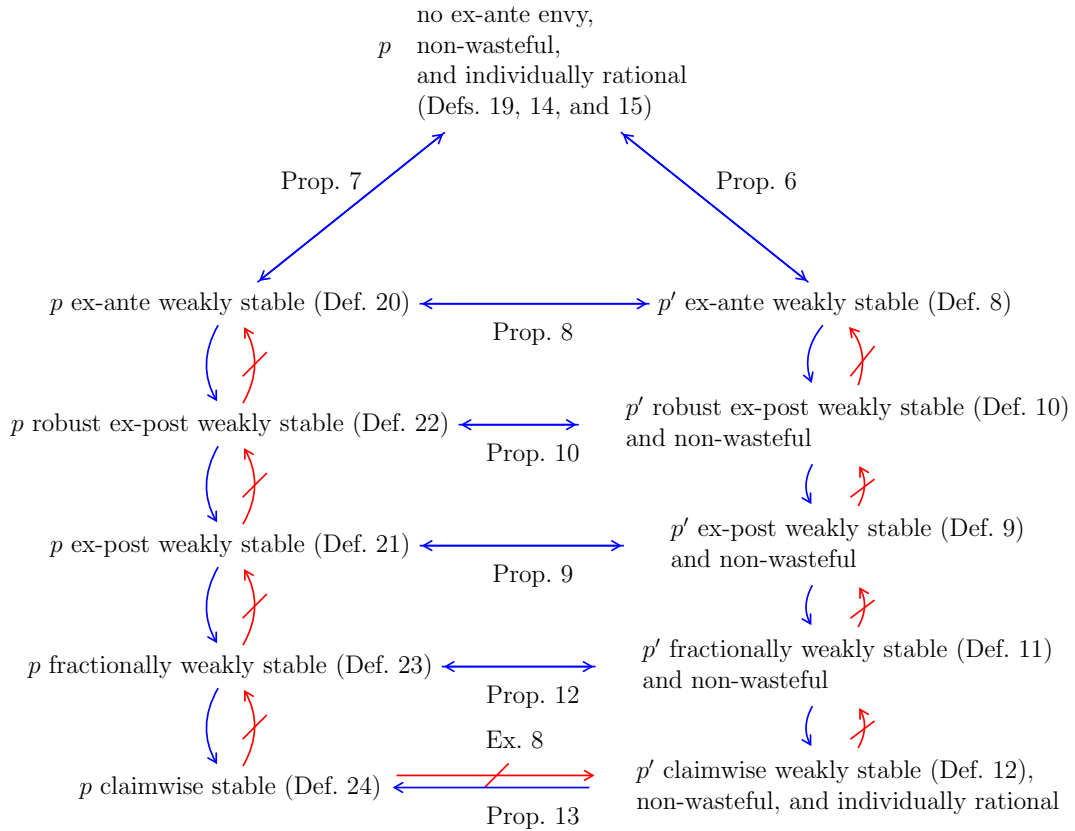 no ex-ante envy,
p non-wasteful,
and individually rational
(Defs. 19, 14, and 15)
Prop. 7
Prop. 6
p ex-ante weakly stable (Def. 20)
p′ ex-ante weakly stable (Def. 8)
Prop. 8
p robust ex-post weakly stable (Def. 22)
p′ robust ex-post weakly stable (Def. 10)
and non-wasteful
Prop. 10
p ex-post weakly stable (Def. 21)
p′ ex-post weakly stable (Def. 9)
and non-wasteful
Prop. 9
p fractionally weakly stable (Def. 23)
p′ fractionally weakly stable (Def. 11)
and non-wasteful
Prop. 12
Ex. 8
p claimwise stable (Def. 24)
p′ claimwise weakly stable (Def. 12),
non-wasteful, and individually rational
Prop. 13